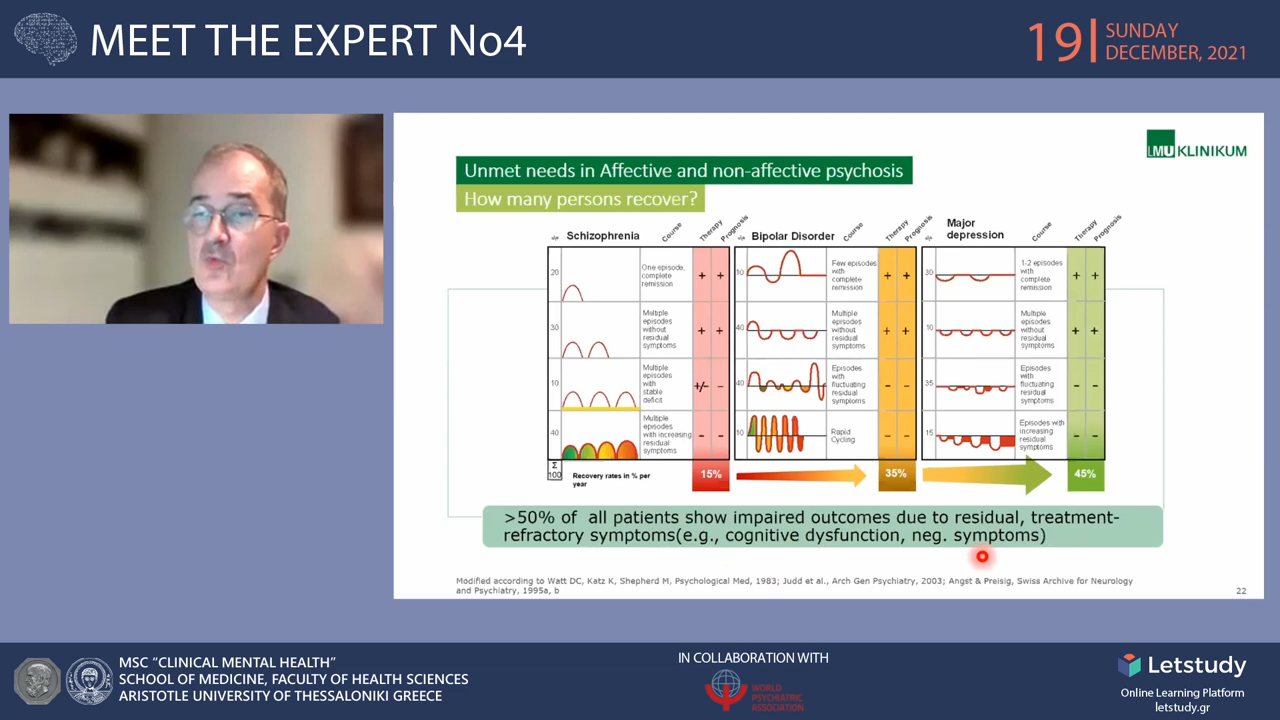 MEET THE EXPERT No4
19
SUNDAY
DECEMBER, 2021
LMU KLINIKUM
Unmet needs in Affective and non-affective psychosis
How many persons recover?
% Schizophrenia Course Therapy Prognosis
20 One episode, complete remission + +
30 Multiple episodes without residual symptoms + +
10 Multiple episodes with stable deficit +/- -
40 Multiple episodes with increasing residual symptoms - -
% Bipolar Disorder Course Therapy Prognosis
10 Few episodes with complete remission + +
40 Multiple episodes without residual symptoms + +
40 Episodes with fluctuating residual symptoms - -
10 Rapid Cycling - -
% Major depression Course Therapy Prognosis
30 1-2 episodes with complete remission + +
10 Multiple episodes without residual symptoms + +
35 Episodes with fluctuating residual symptoms - -
15 Episodes with increasing residual symptoms - -
Σ
100
Recovery rates in % per
year
15%
35%
45%
>50% of all patients show impaired outcomes due to residual, treatment-
refractory symptoms(e.g., cognitive dysfunction, neg. symptoms)
Modified according to Watt DC, Katz K, Shepherd M, Psychological Med, 1983; Judd et al., Arch Gen Psychiatry, 2003; Angst & Preisig, Swiss Archive for Neurology
and Psychiatry, 1995a, b
22
MSC “CLINICAL MENTAL HEALTH”
SCHOOL OF MEDICINE, FACULTY OF HEALTH SCIENCES
ARISTOTLE UNIVERSITY OF THESSALONIKI GREECE
IN COLLABORATION WITH
WORLD
PSYCHIATRIC
ASSOCIATION
Letstudy
Online Learning Platform
letstudy.gr